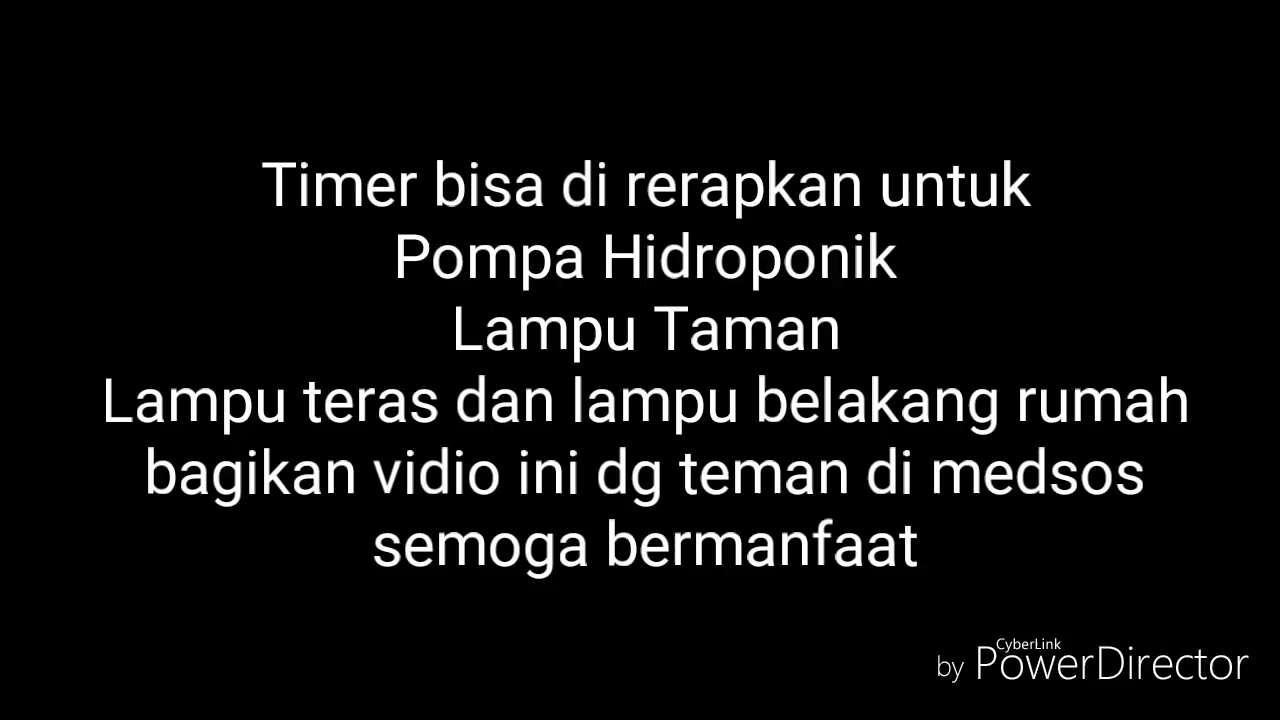 Timer bisa di rerapkan untuk
Pompa Hidroponik
Lampu Taman
Lampu teras dan lampu belakang rumah
bagikan vidio ini dg teman di medsos
semoga bermanfaat
CyberLink
by PowerDirector